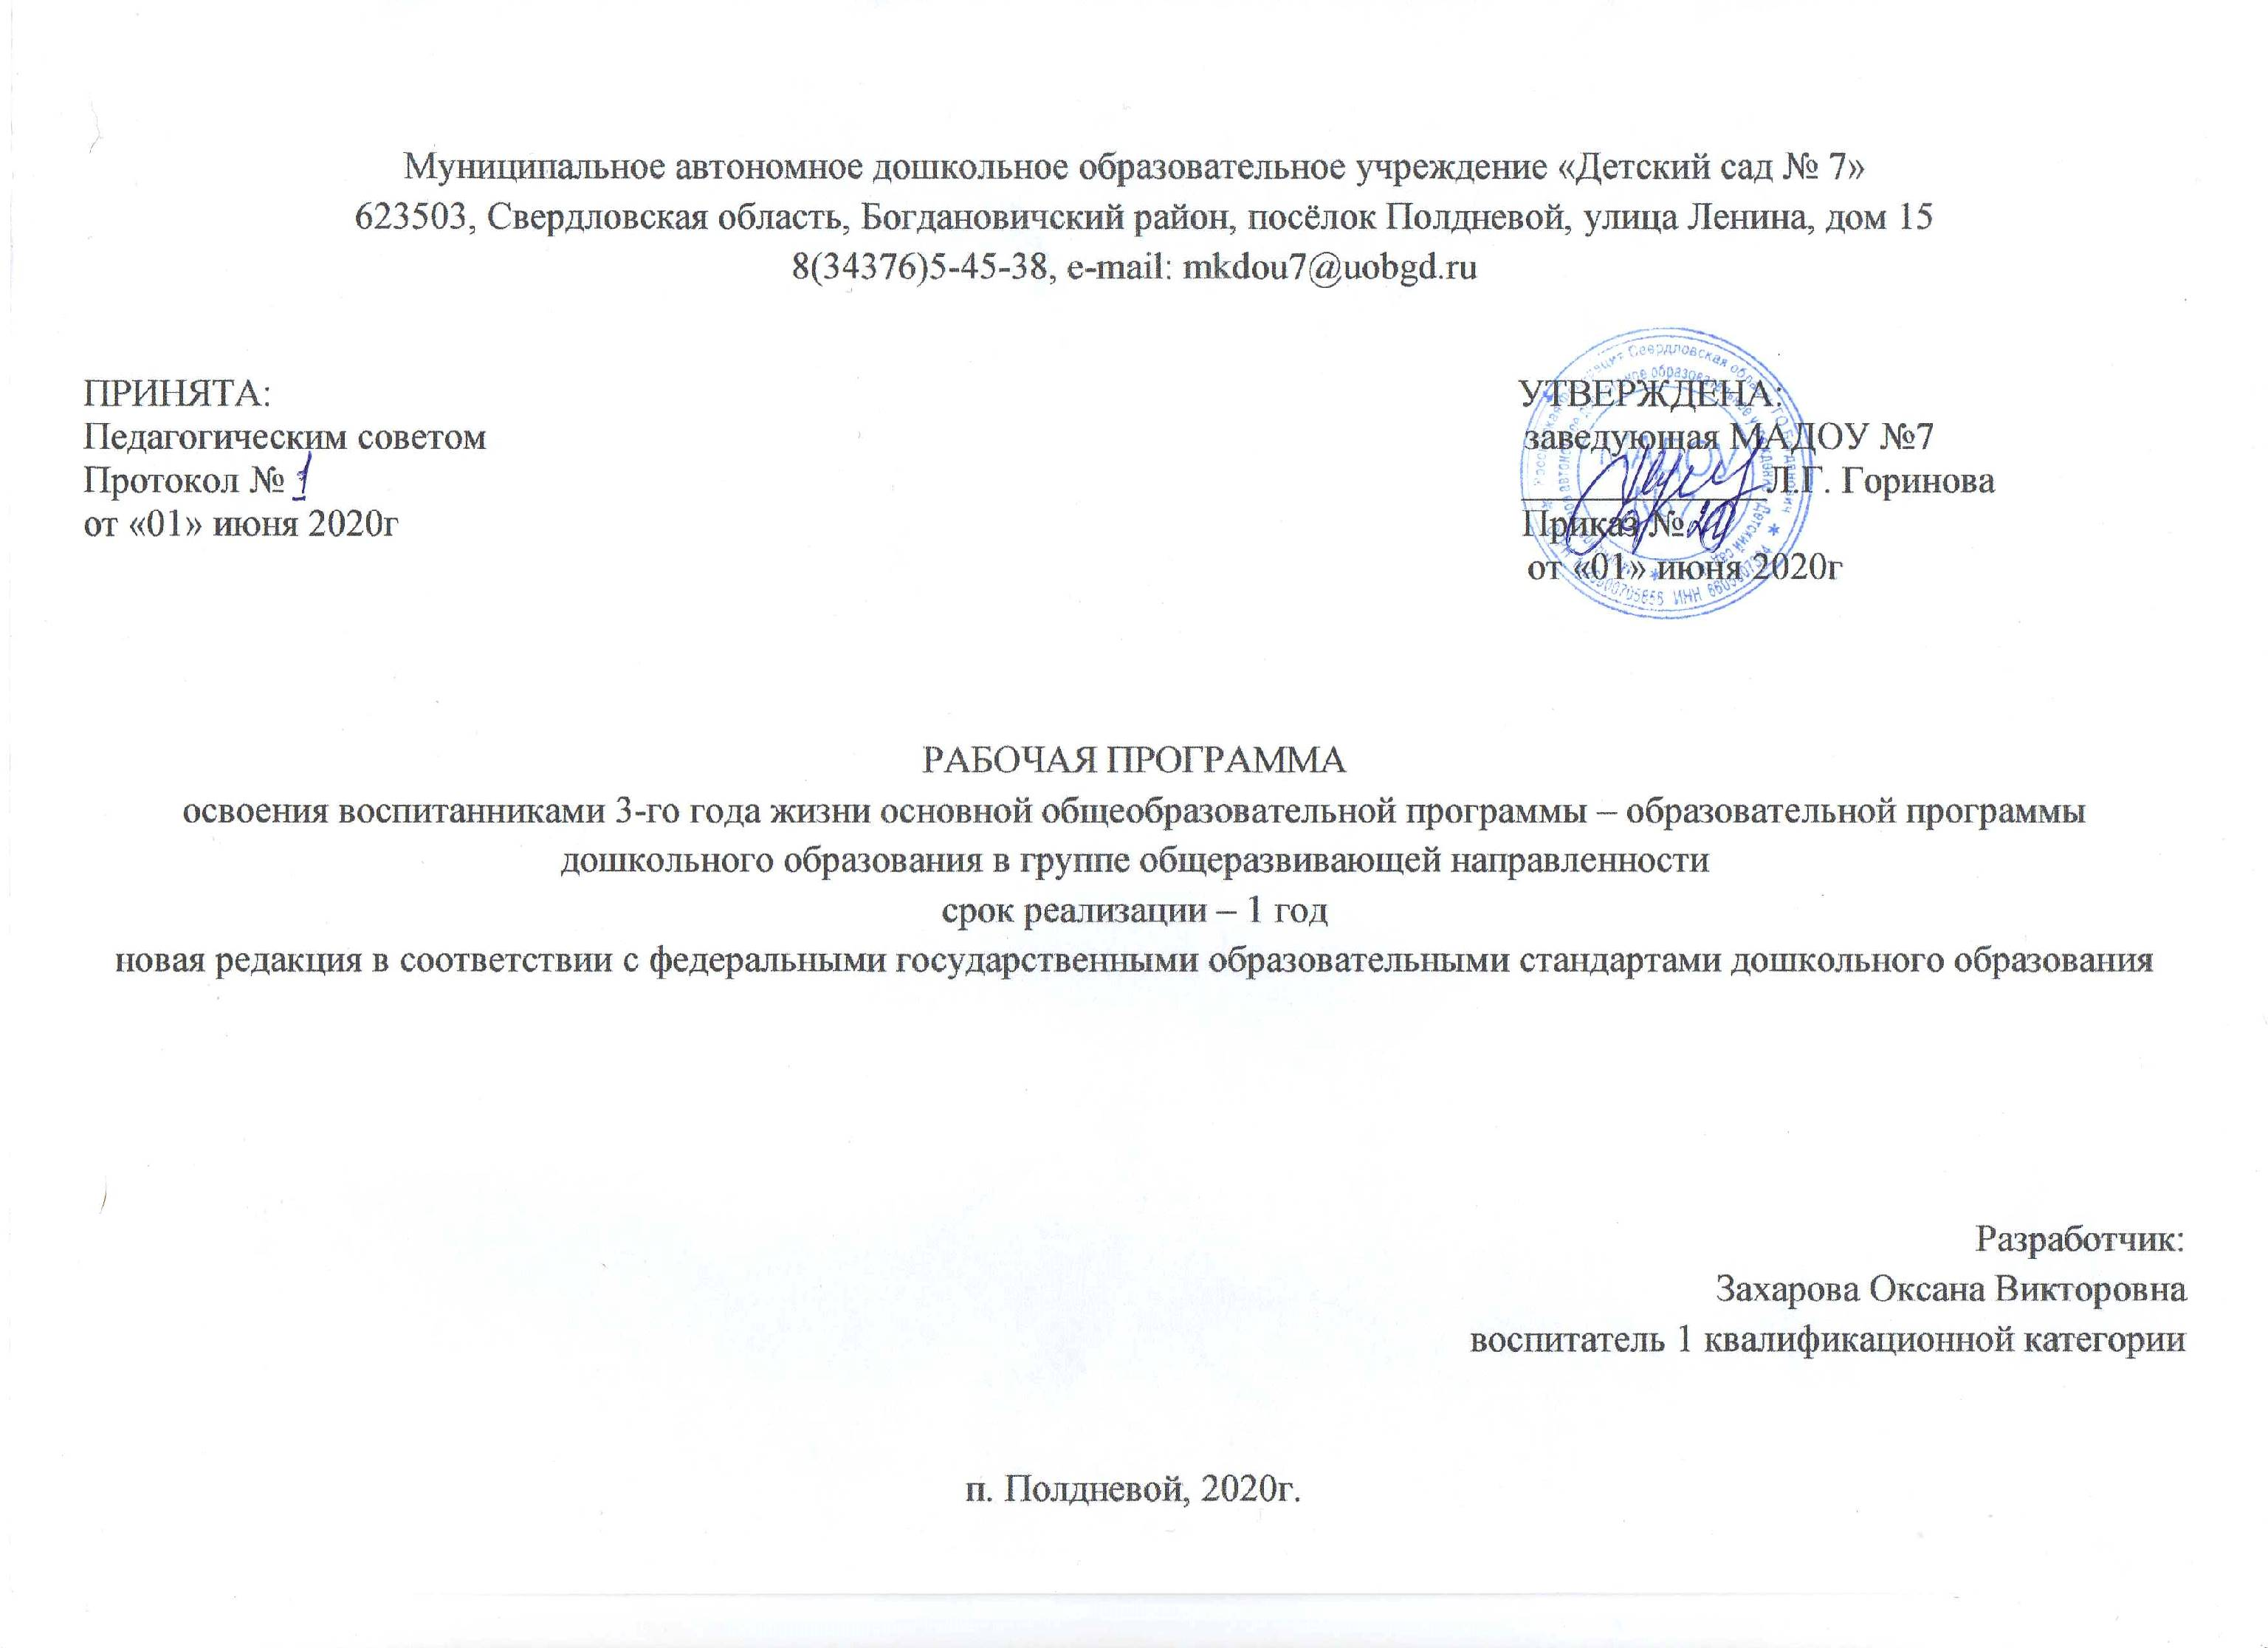 Муниципальное автономное дошкольное образовательное учреждение «Детский сад № 7»
623503, Свердловская область, Богдановичский район, посёлок Полдневой, улица Ленина, дом 15
8(34376)5-45-38, e-mail: mkdou7@uobgd.ru
ПРИНЯТА:
Педагогическим советом
Протокол № 1
от «01» июня 2020г
УТВЕРЖДЕНА:
заведующая МАДОУ №7
Л.Г. Горинова
Приказ №
от «01» июня 2020г
РАБОЧАЯ ПРОГРАММА
освоения воспитанниками 3-го года жизни основной общеобразовательной программы – образовательной программы
дошкольного образования в группе общеразвивающей направленности
срок реализации – 1 год
новая редакция в соответствии с федеральными государственными образовательными стандартами дошкольного образования
Разработчик:
Захарова Оксана Викторовна
воспитатель 1 квалификационной категории
п. Полдневой, 2020г.